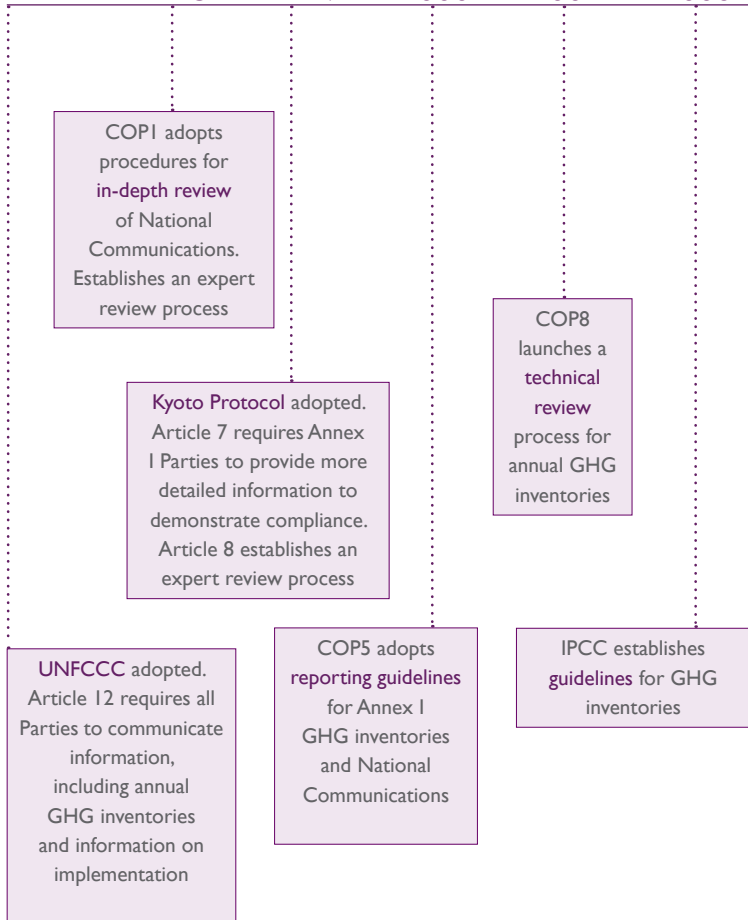 COP1 adopts
procedures for
in-depth review
of National
Communications.
Establishes an expert
review process
COP8
launches a
technical
review
process for
annual GHG
inventories
Kyoto Protocol adopted.
Article 7 requires Annex
I Parties to provide more
detailed information to
demonstrate compliance.
Article 8 establishes an
expert review process
UNFCCC adopted.
Article 12 requires all
Parties to communicate
information,
including annual
GHG inventories
and information on
implementation
COP5 adopts
reporting guidelines
for Annex I
GHG inventories
and National
Communications
IPCC establishes
guidelines for GHG
inventories